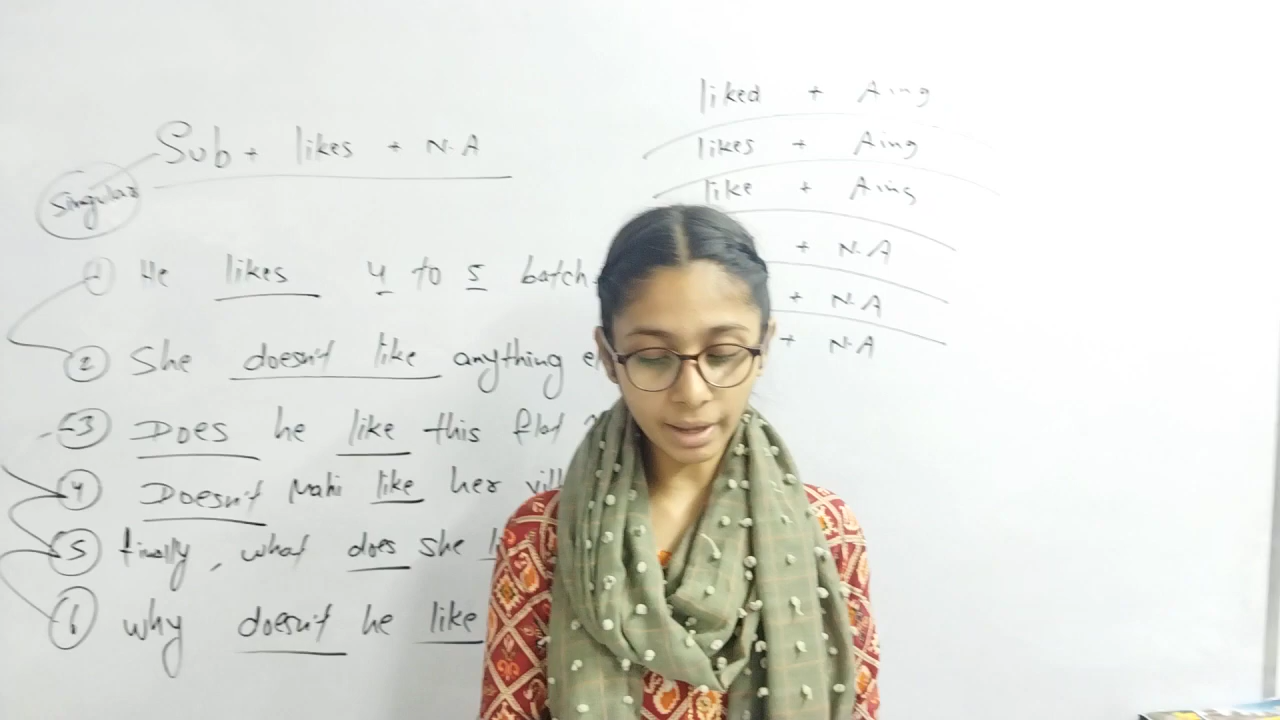 Sub + likes + N.A
Singular
1 He likes 4 to 5 batch.
2 She doesn't like anything
3 Does he like this flat
4 Doesn't Mahi like her
5 finally, what does she
6 why doesn't he like
liked + Aing
likes + Aing
like + Aing
+ N.A
+ N.A
+ N.A